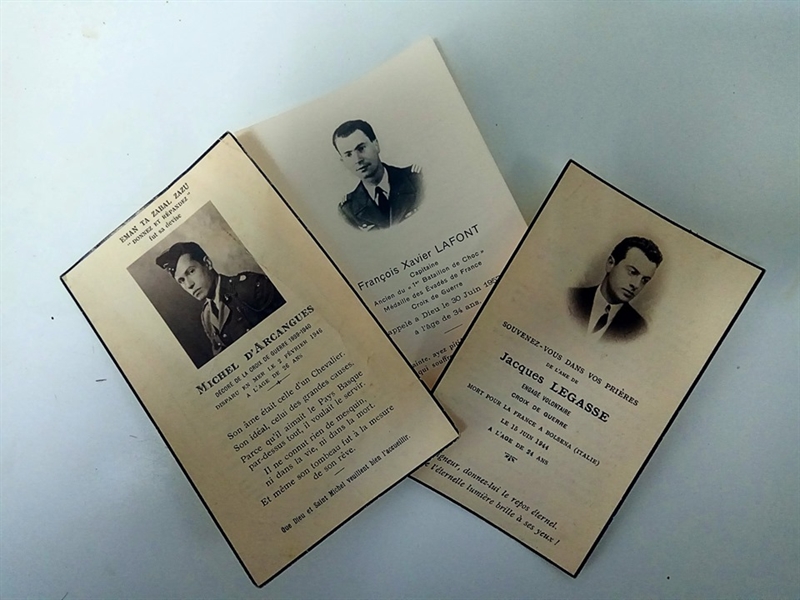 EMAN TA ZABAL ZAZU
"DONNEZ ET RÉPANDEZ"
fut sa devise
MICHEL D'ARCANGUES
DÉCORÉ DE LA CROIX DE GUERRE 1939-1940
DISPARU EN MER LE 2 FÉVRIER 1946
A L'AGE DE 26 ANS
Son âme était celle d'un Chevalier,
Son idéal, celui des grandes causes.
Parce qu'il aimait le Pays Basque
par-dessus tout, il voulait le servir.
Il ne connut rien de mesquin,
ni dans la vie, ni dans la mort.
Et même son tombeau fut à la mesure
de son rêve.
Que Dieu et Saint Michel veuillent bien l'accueillir.
François Xavier LAFONT
Capitaine
Ancien du "1er Bataillon de Choc"
Médaille des Évadés de France
Croix de Guerre
appelé à Dieu le 30 Juin
à l'âge de 34 ans.
ayez
qui
SOUVENEZ-VOUS DANS VOS PRIÈRES
DE L'AME DE
Jacques LEGASSE
ENGAGÉ VOLONTAIRE
CROIX DE GUERRE
MORT POUR LA FRANCE A BOLSENA (ITALIE)
LE 13 JUIN 1944
A L'AGE DE 24 ANS
donnez-lui le repos éternel,
l'éternelle lumière brille à ses yeux !